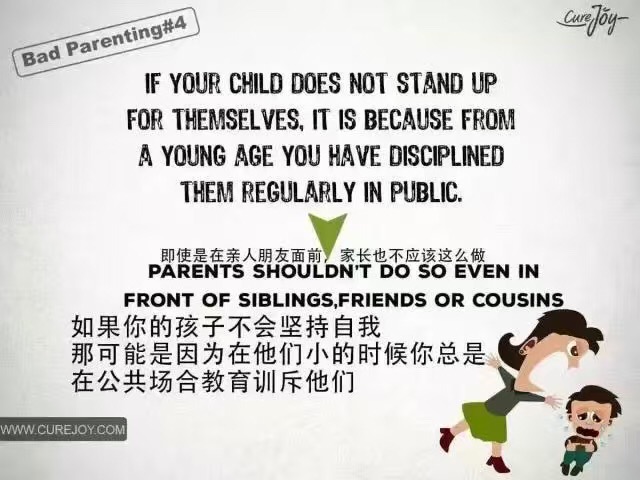 Bad Parenting#4
CureJoy
IF YOUR CHILD DOES NOT STAND UP
FOR THEMSELVES, IT IS BECAUSE FROM
A YOUNG AGE YOU HAVE DISCIPLINED
THEM REGULARLY IN PUBLIC.
即使是在亲人朋友面前，家长也不应该这么做
PARENTS SHOULDN'T DO SO EVEN IN
FRONT OF SIBLINGS,FRIENDS OR COUSINS
如果你的孩子不会坚持自我
那可能是因为在他们小的时候你总是
在公共场合教育训斥他们
WWW.CUREJOY.COM